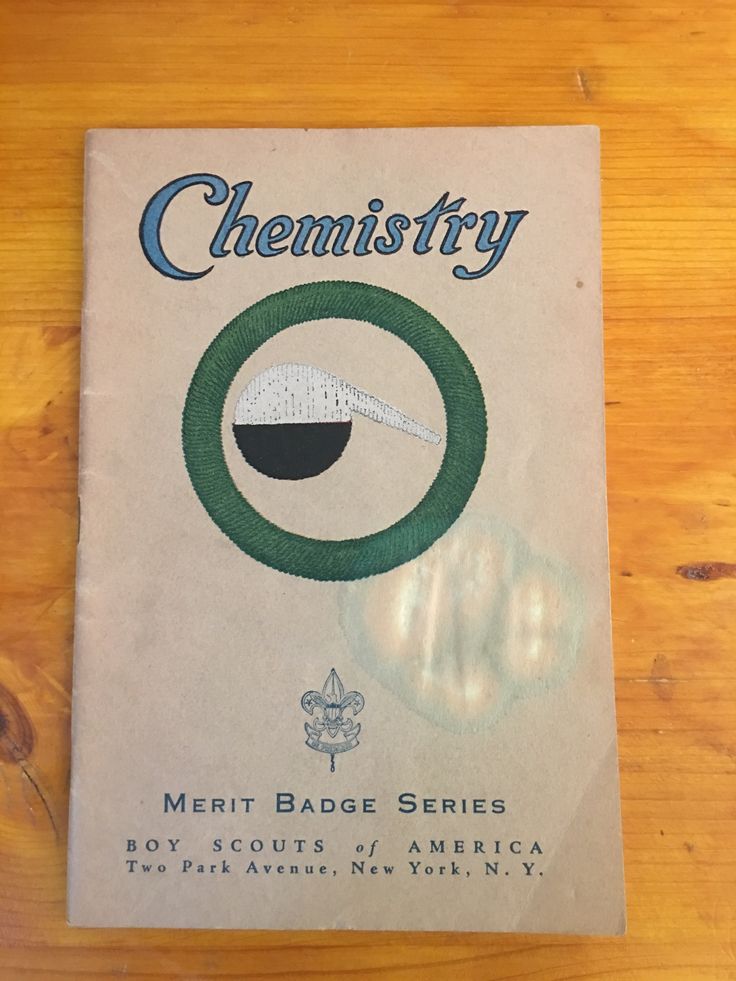 Chemistry
MERIT BADGE SERIES
BOY SCOUTS of AMERICA
Two Park Avenue, New York, N. Y.